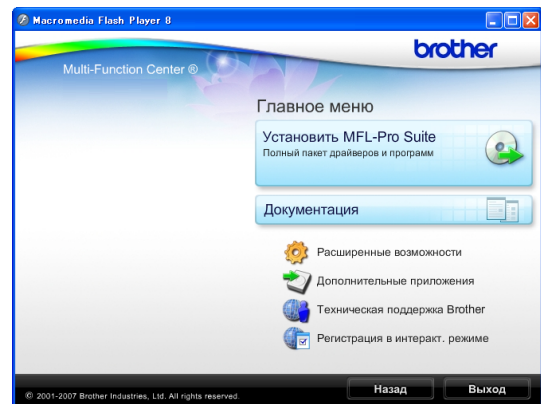 Macromedia Flash Player 8
brother
Multi-Function Center ®
Главное меню
Установить MFL-Pro Suite
Полный пакет драйверов и программ
Документация
Расширенные возможности
Дополнительные приложения
Техническая поддержка Brother
Регистрация в интеракт. режиме
© 2001-2007 Brother Industries, Ltd. All rights reserved.
Назад
Выход